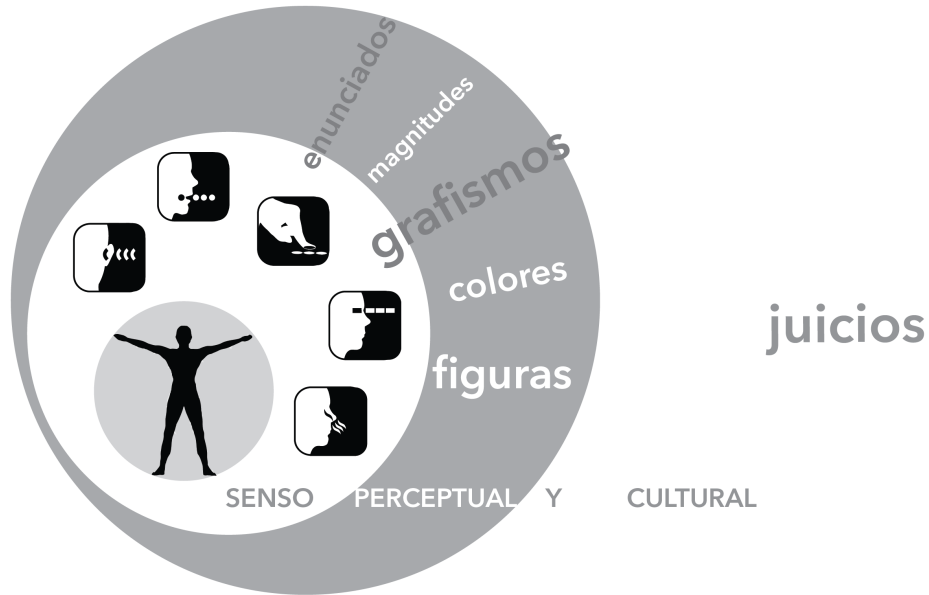 enunciados
magnitudes
grafismos
colores
juicios
figuras
SENSO PERCEPTUAL Y CULTURAL